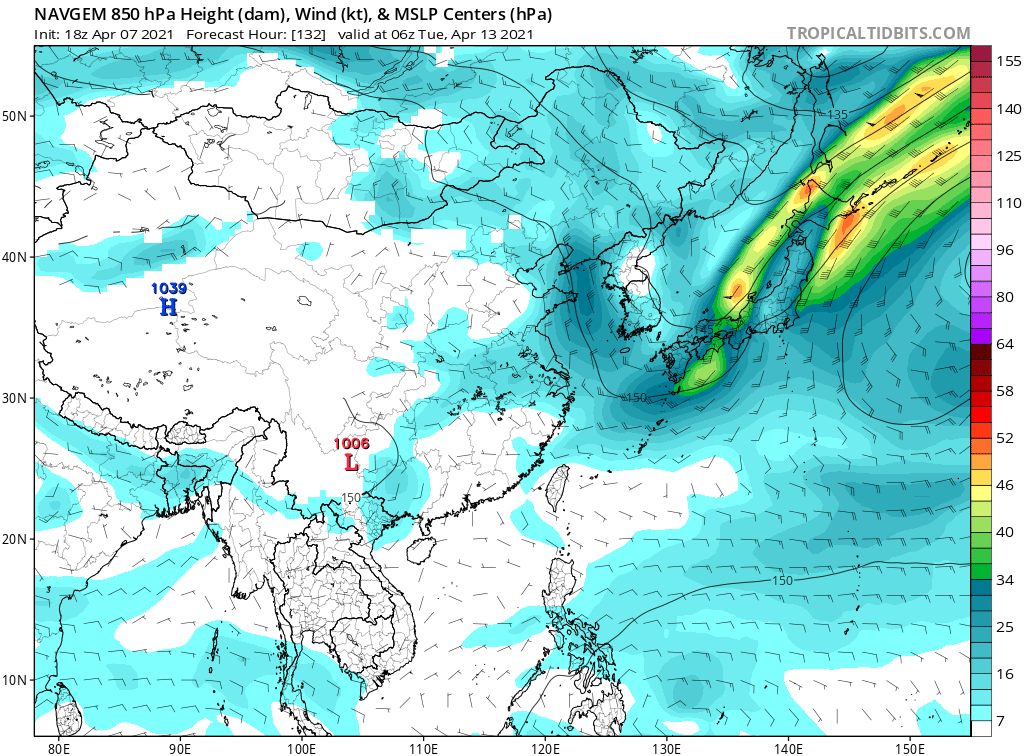 NAVGEM 850 hPa Height (dam), Wind (kt), & MSLP Centers (hPa)
Init: 18z Apr 07 2021 Forecast Hour: [132] valid at 06z Tue, Apr 13 2021
TROPICALTIDBITS.COM
155
140
125
110
96
80
64
58
52
46
40
34
25
16
7
50N
40N
30N
20N
10N
80E
90E
100E
110E
120E
130E
140E
150E
135
1039
H
145
150
1006
L
150
150